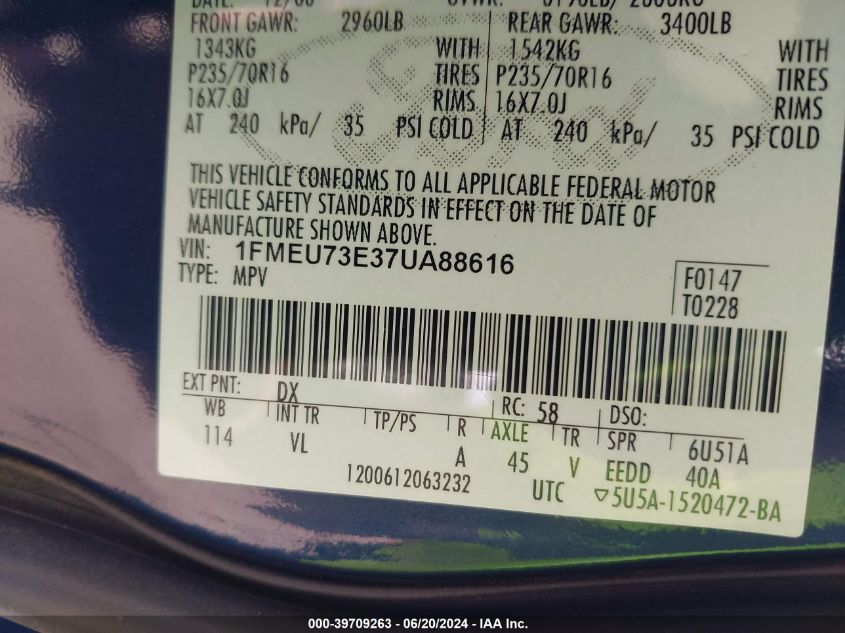 FRONT GAWR: 2960LB REAR GAWR: 3400LB
1343KG WITH 1542KG WITH
P235/70R16 TIRES P235/70R16 TIRES
16X7.0J RIMS 16X7.0J RIMS
AT 240 kPa/ 35 PSI COLD AT 240 kPa/ 35 PSI COLD
Ford
THIS VEHICLE CONFORMS TO ALL APPLICABLE FEDERAL MOTOR
VEHICLE SAFETY STANDARDS IN EFFECT ON THE DATE OF
MANUFACTURE SHOWN ABOVE.
VIN: 1FMEU73E37UA88616
TYPE: MPV
F0147
T0228
EXT PNT: DX RC: 58 DSO:
WB INT TR TP/PS R AXLE TR SPR 6U51A
114 VL A 45 V EEDD 40A
1200612063232 UTC ▽5U5A-1520472-BA
000-39709263 - 06/20/2024 - IAA Inc.